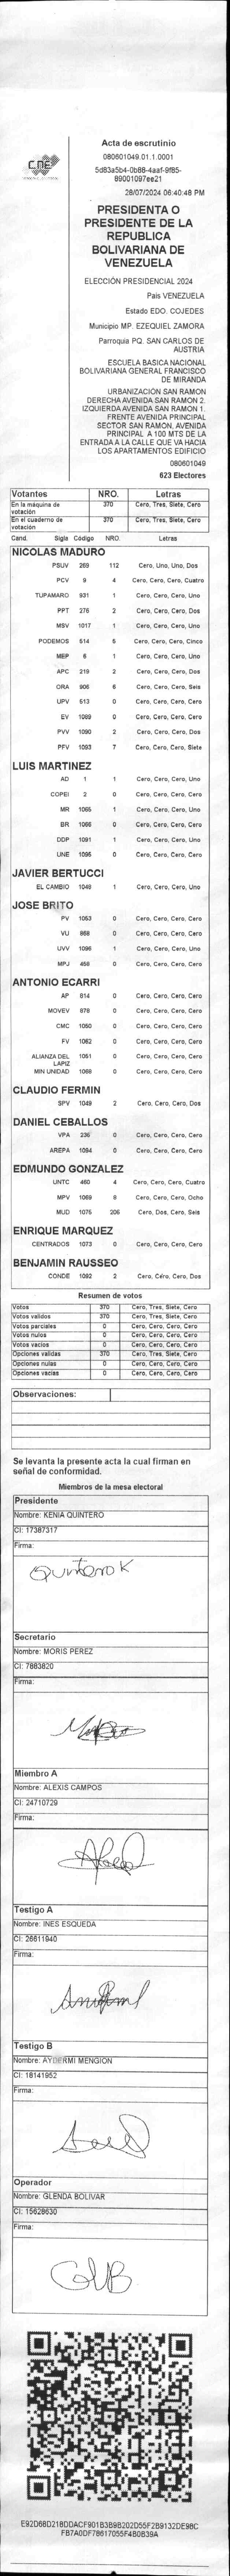 CNE
Acta de escrutinio
080601049.01.1.0001
5d83a5b4-0b88-4aaf-9f85-
89001097ee21
28/07/2024 06:40:48 PM
PRESIDENTA O
PRESIDENTE DE LA
REPUBLICA
BOLIVARIANA DE
VENEZUELA
ELECCIÓN PRESIDENCIAL 2024
Pais VENEZUELA
Estado EDO. COJEDES
Municipio MP. EZEQUIEL ZAMORA
Parroquia PQ. SAN CARLOS DE
AUSTRIA
ESCUELA BASICA NACIONAL
BOLIVARIANA GENERAL FRANCISCO
DE MIRANDA
URBANIZACIÓN SAN RAMON
DERECHA AVENIDA SAN RAMON 2.
IZQUIERDA AVENIDA SAN RAMON 1.
FRENTE AVENIDA PRINCIPAL
SECTOR SAN RAMON, AVENIDA
PRINCIPAL A 100 MTS DE LA
ENTRADA A LA CALLE QUE VA HACIA
LOS APARTAMENTOS EDIFICIO
080601049
623 Electores
Votantes NRO. Letras
En la máquina de votación 370 Cero, Tres, Siete, Cero
En el cuaderno de votación 370 Cero, Tres, Siete, Cero
Cand. Sigla Código NRO. Letras
NICOLAS MADURO
PSUV 269 112 Cero, Uno, Uno, Dos
PCV 9 4 Cero, Cero, Cero, Cuatro
TUPAMARO 931 1 Cero, Cero, Cero, Uno
PPT 276 2 Cero, Cero, Cero, Dos
MSV 1017 1 Cero, Cero, Cero, Uno
PODEMOS 514 5 Cero, Cero, Cero, Cinco
MEP 6 1 Cero, Cero, Cero, Uno
APC 219 2 Cero, Cero, Cero, Dos
ORA 906 6 Cero, Cero, Cero, Seis
UPV 513 0 Cero, Cero, Cero, Cero
EV 1089 0 Cero, Cero, Cero, Cero
PVV 1090 2 Cero, Cero, Cero, Dos
PFV 1093 7 Cero, Cero, Cero, Siete
LUIS MARTINEZ
AD 1 1 Cero, Cero, Cero, Uno
COPEI 2 0 Cero, Cero, Cero, Cero
MR 1065 1 Cero, Cero, Cero, Uno
BR 1066 0 Cero, Cero, Cero, Cero
DDP 1091 1 Cero, Cero, Cero, Uno
UNE 1095 0 Cero, Cero, Cero, Cero
JAVIER BERTUCCI
EL CAMBIO 1048 1 Cero, Cero, Cero, Uno
JOSE BRITO
PV 1053 0 Cero, Cero, Cero, Cero
VU 868 0 Cero, Cero, Cero, Cero
UVV 1096 1 Cero, Cero, Cero, Uno
MPJ 458 0 Cero, Cero, Cero, Cero
ANTONIO ECARRI
AP 814 0 Cero, Cero, Cero, Cero
MOVEV 878 0 Cero, Cero, Cero, Cero
CMC 1050 0 Cero, Cero, Cero, Cero
FV 1062 0 Cero, Cero, Cero, Cero
ALIANZA DEL LAPIZ 1051 0 Cero, Cero, Cero, Cero
MIN UNIDAD 1068 0 Cero, Cero, Cero, Cero
CLAUDIO FERMIN
SPV 1049 2 Cero, Cero, Cero, Dos
DANIEL CEBALLOS
VPA 236 0 Cero, Cero, Cero, Cero
AREPA 1094 0 Cero, Cero, Cero, Cero
EDMUNDO GONZALEZ
UNTC 460 4 Cero, Cero, Cero, Cuatro
MPV 1069 8 Cero, Cero, Cero, Ocho
MUD 1075 206 Cero, Dos, Cero, Seis
ENRIQUE MARQUEZ
CENTRADOS 1073 0 Cero, Cero, Cero, Cero
BENJAMIN RAUSSEO
CONDE 1092 2 Cero, Cero, Cero, Dos
Resumen de votos
Votos 370 Cero, Tres, Siete, Cero
Votos validos 370 Cero, Tres, Siete, Cero
Votos parciales 0 Cero, Cero, Cero, Cero
Votos nulos 0 Cero, Cero, Cero, Cero
Votos vacios 0 Cero, Cero, Cero, Cero
Opciones validas 370 Cero, Tres, Siete, Cero
Opciones nulas 0 Cero, Cero, Cero, Cero
Opciones vacias 0 Cero, Cero, Cero, Cero
Observaciones:
Se levanta la presente acta la cual firman en
señal de conformidad.
Miembros de la mesa electoral
Presidente
Nombre: KENIA QUINTERO
CI: 17387317
Firma:
Quintero K
Secretario
Nombre: MORIS PEREZ
CI: 7883820
Firma:
Miembro A
Nombre: ALEXIS CAMPOS
CI: 24710729
Firma:
Testigo A
Nombre: INES ESQUEDA
CI: 26611940
Firma:
Testigo B
Nombre: AYDERMI MENGION
CI: 18141952
Firma:
Operador
Nombre: GLENDA BOLIVAR
CI: 15628630
Firma:
GUB
E92D68D218DDACF901B3B9B202D55F2B9132DE98C
FB7A0DF78617055F4B0B39A